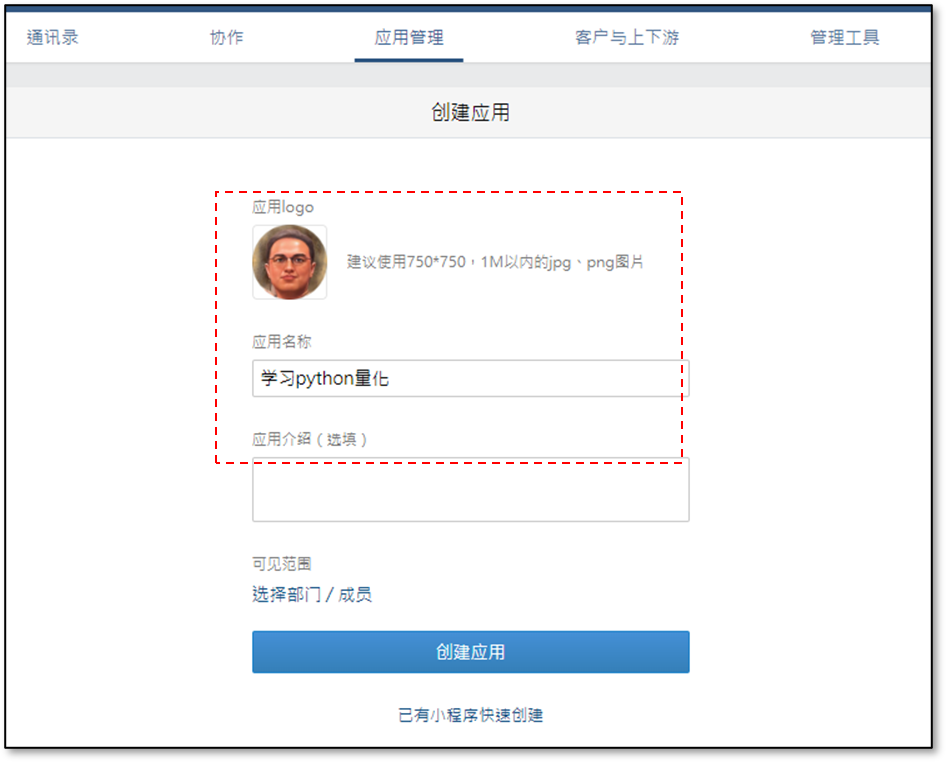 通讯录 协作 应用管理 客户与上下游 管理工具
创建应用
应用logo
建议使用750*750，1M以内的jpg、png图片
应用名称
学习python量化
应用介绍（选填）
可见范围
选择部门 / 成员
创建应用
已有小程序快速创建